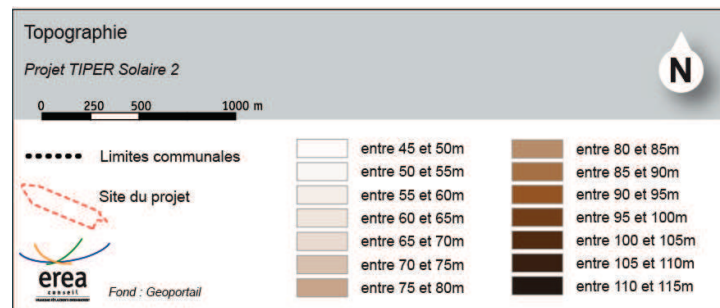 Topographie
Projet TIPER Solaire 2
N
0 250 500 1000 m
Limites communales
Site du projet
erea
conseil
Fond : Geoportail
entre 45 et 50m
entre 50 et 55m
entre 55 et 60m
entre 60 et 65m
entre 65 et 70m
entre 70 et 75m
entre 75 et 80m
entre 80 et 85m
entre 85 et 90m
entre 90 et 95m
entre 95 et 100m
entre 100 et 105m
entre 105 et 110m
entre 110 et 115m